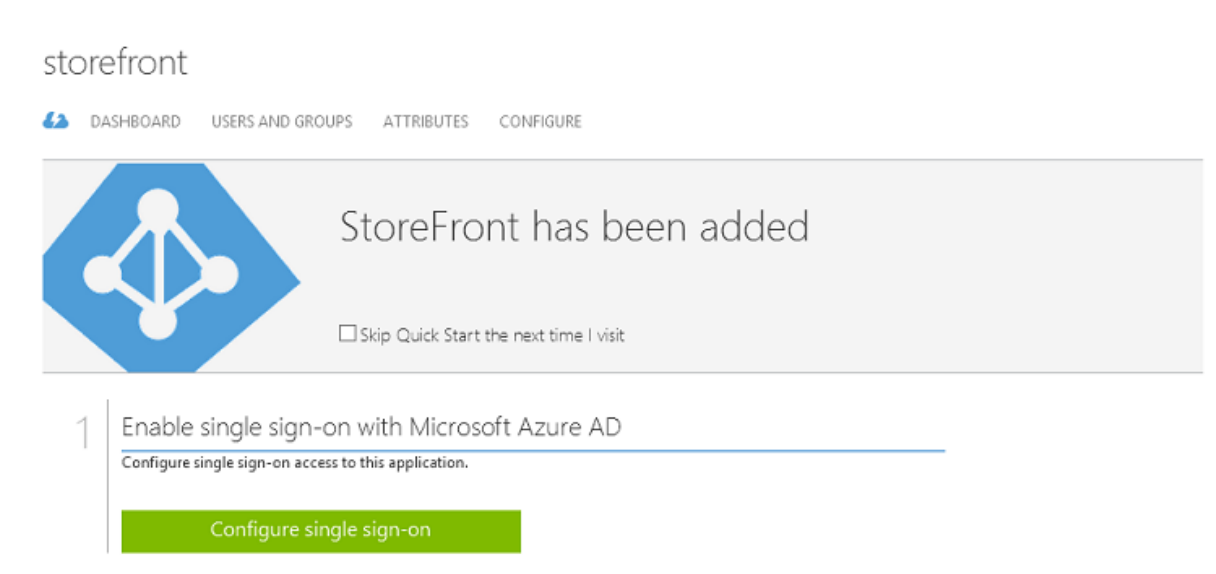 storefront
DASHBOARD USERS AND GROUPS ATTRIBUTES CONFIGURE
StoreFront has been added
Skip Quick Start the next time I visit
1 Enable single sign-on with Microsoft Azure AD
Configure single sign-on access to this application.
Configure single sign-on